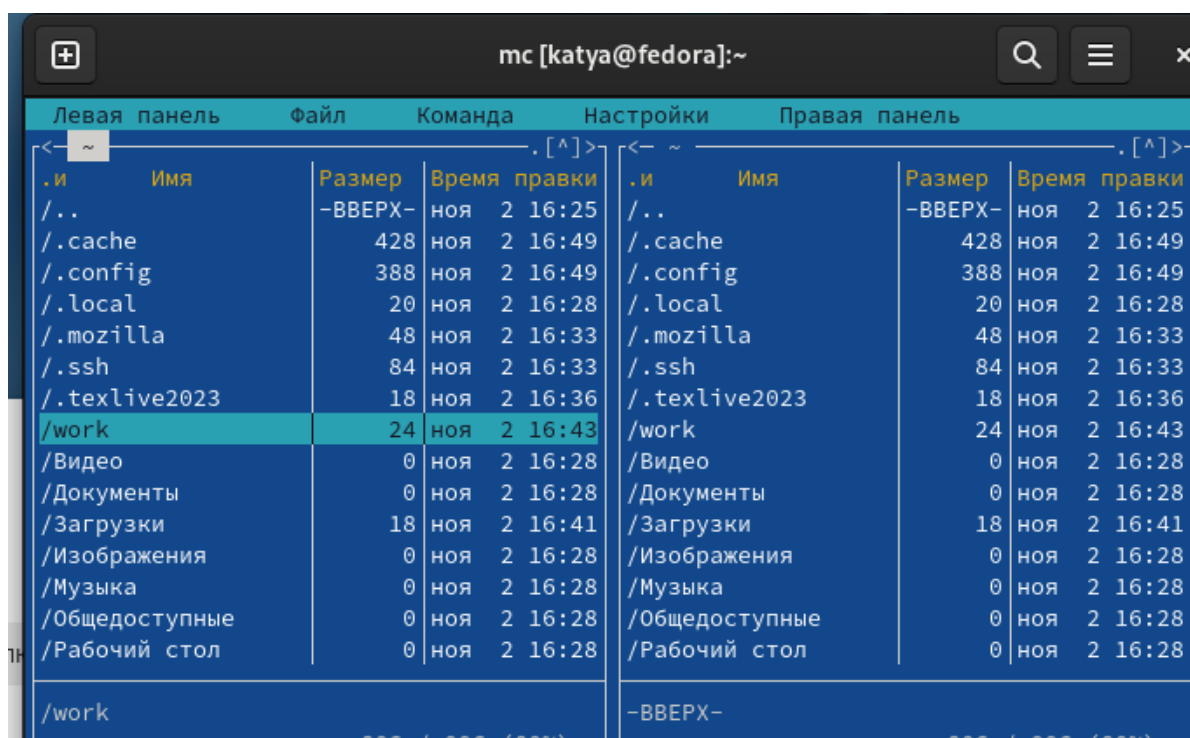 mc [katya@fedora]:~
Левая панель Файл Команда Настройки Правая панель
<— ~ .[^]> <— ~ .[^]>
.и Имя Размер Время правки .и Имя Размер Время правки
/.. -ВВЕРХ- ноя 2 16:25 /.. -ВВЕРХ- ноя 2 16:25
/.cache 428 ноя 2 16:49 /.cache 428 ноя 2 16:49
/.config 388 ноя 2 16:49 /.config 388 ноя 2 16:49
/.local 20 ноя 2 16:28 /.local 20 ноя 2 16:28
/.mozilla 48 ноя 2 16:33 /.mozilla 48 ноя 2 16:33
/.ssh 84 ноя 2 16:33 /.ssh 84 ноя 2 16:33
/.texlive2023 18 ноя 2 16:36 /.texlive2023 18 ноя 2 16:36
/work 24 ноя 2 16:43 /work 24 ноя 2 16:43
/Видео 0 ноя 2 16:28 /Видео 0 ноя 2 16:28
/Документы 0 ноя 2 16:28 /Документы 0 ноя 2 16:28
/Загрузки 18 ноя 2 16:41 /Загрузки 18 ноя 2 16:41
/Изображения 0 ноя 2 16:28 /Изображения 0 ноя 2 16:28
/Музыка 0 ноя 2 16:28 /Музыка 0 ноя 2 16:28
/Общедоступные 0 ноя 2 16:28 /Общедоступные 0 ноя 2 16:28
/Рабочий стол 0 ноя 2 16:28 /Рабочий стол 0 ноя 2 16:28
/work -ВВЕРХ-